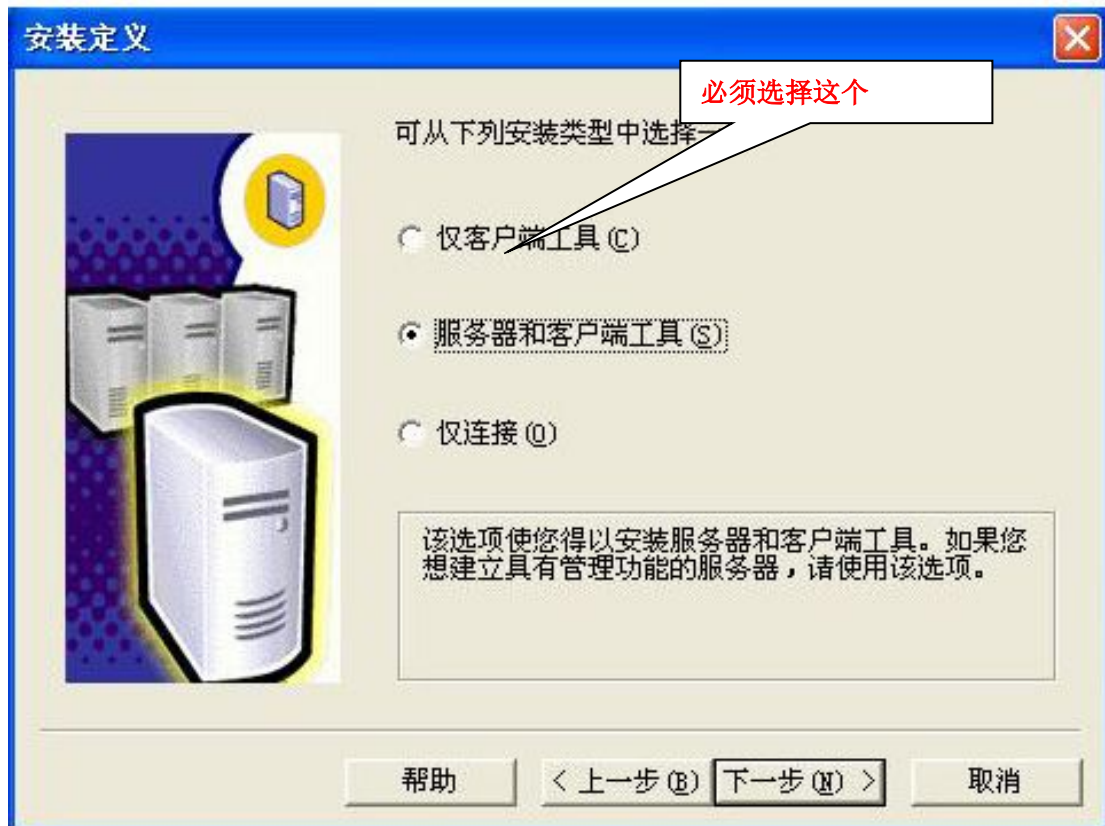 安装定义
必须选择这个
可从下列安装类型中选择一
仅客户端工具(C)
服务器和客户端工具(S)
仅连接(O)
该选项使您得以安装服务器和客户端工具。如果您
想建立具有管理功能的服务器，请使用该选项。
帮助
< 上一步(B)
下一步(N) >
取消